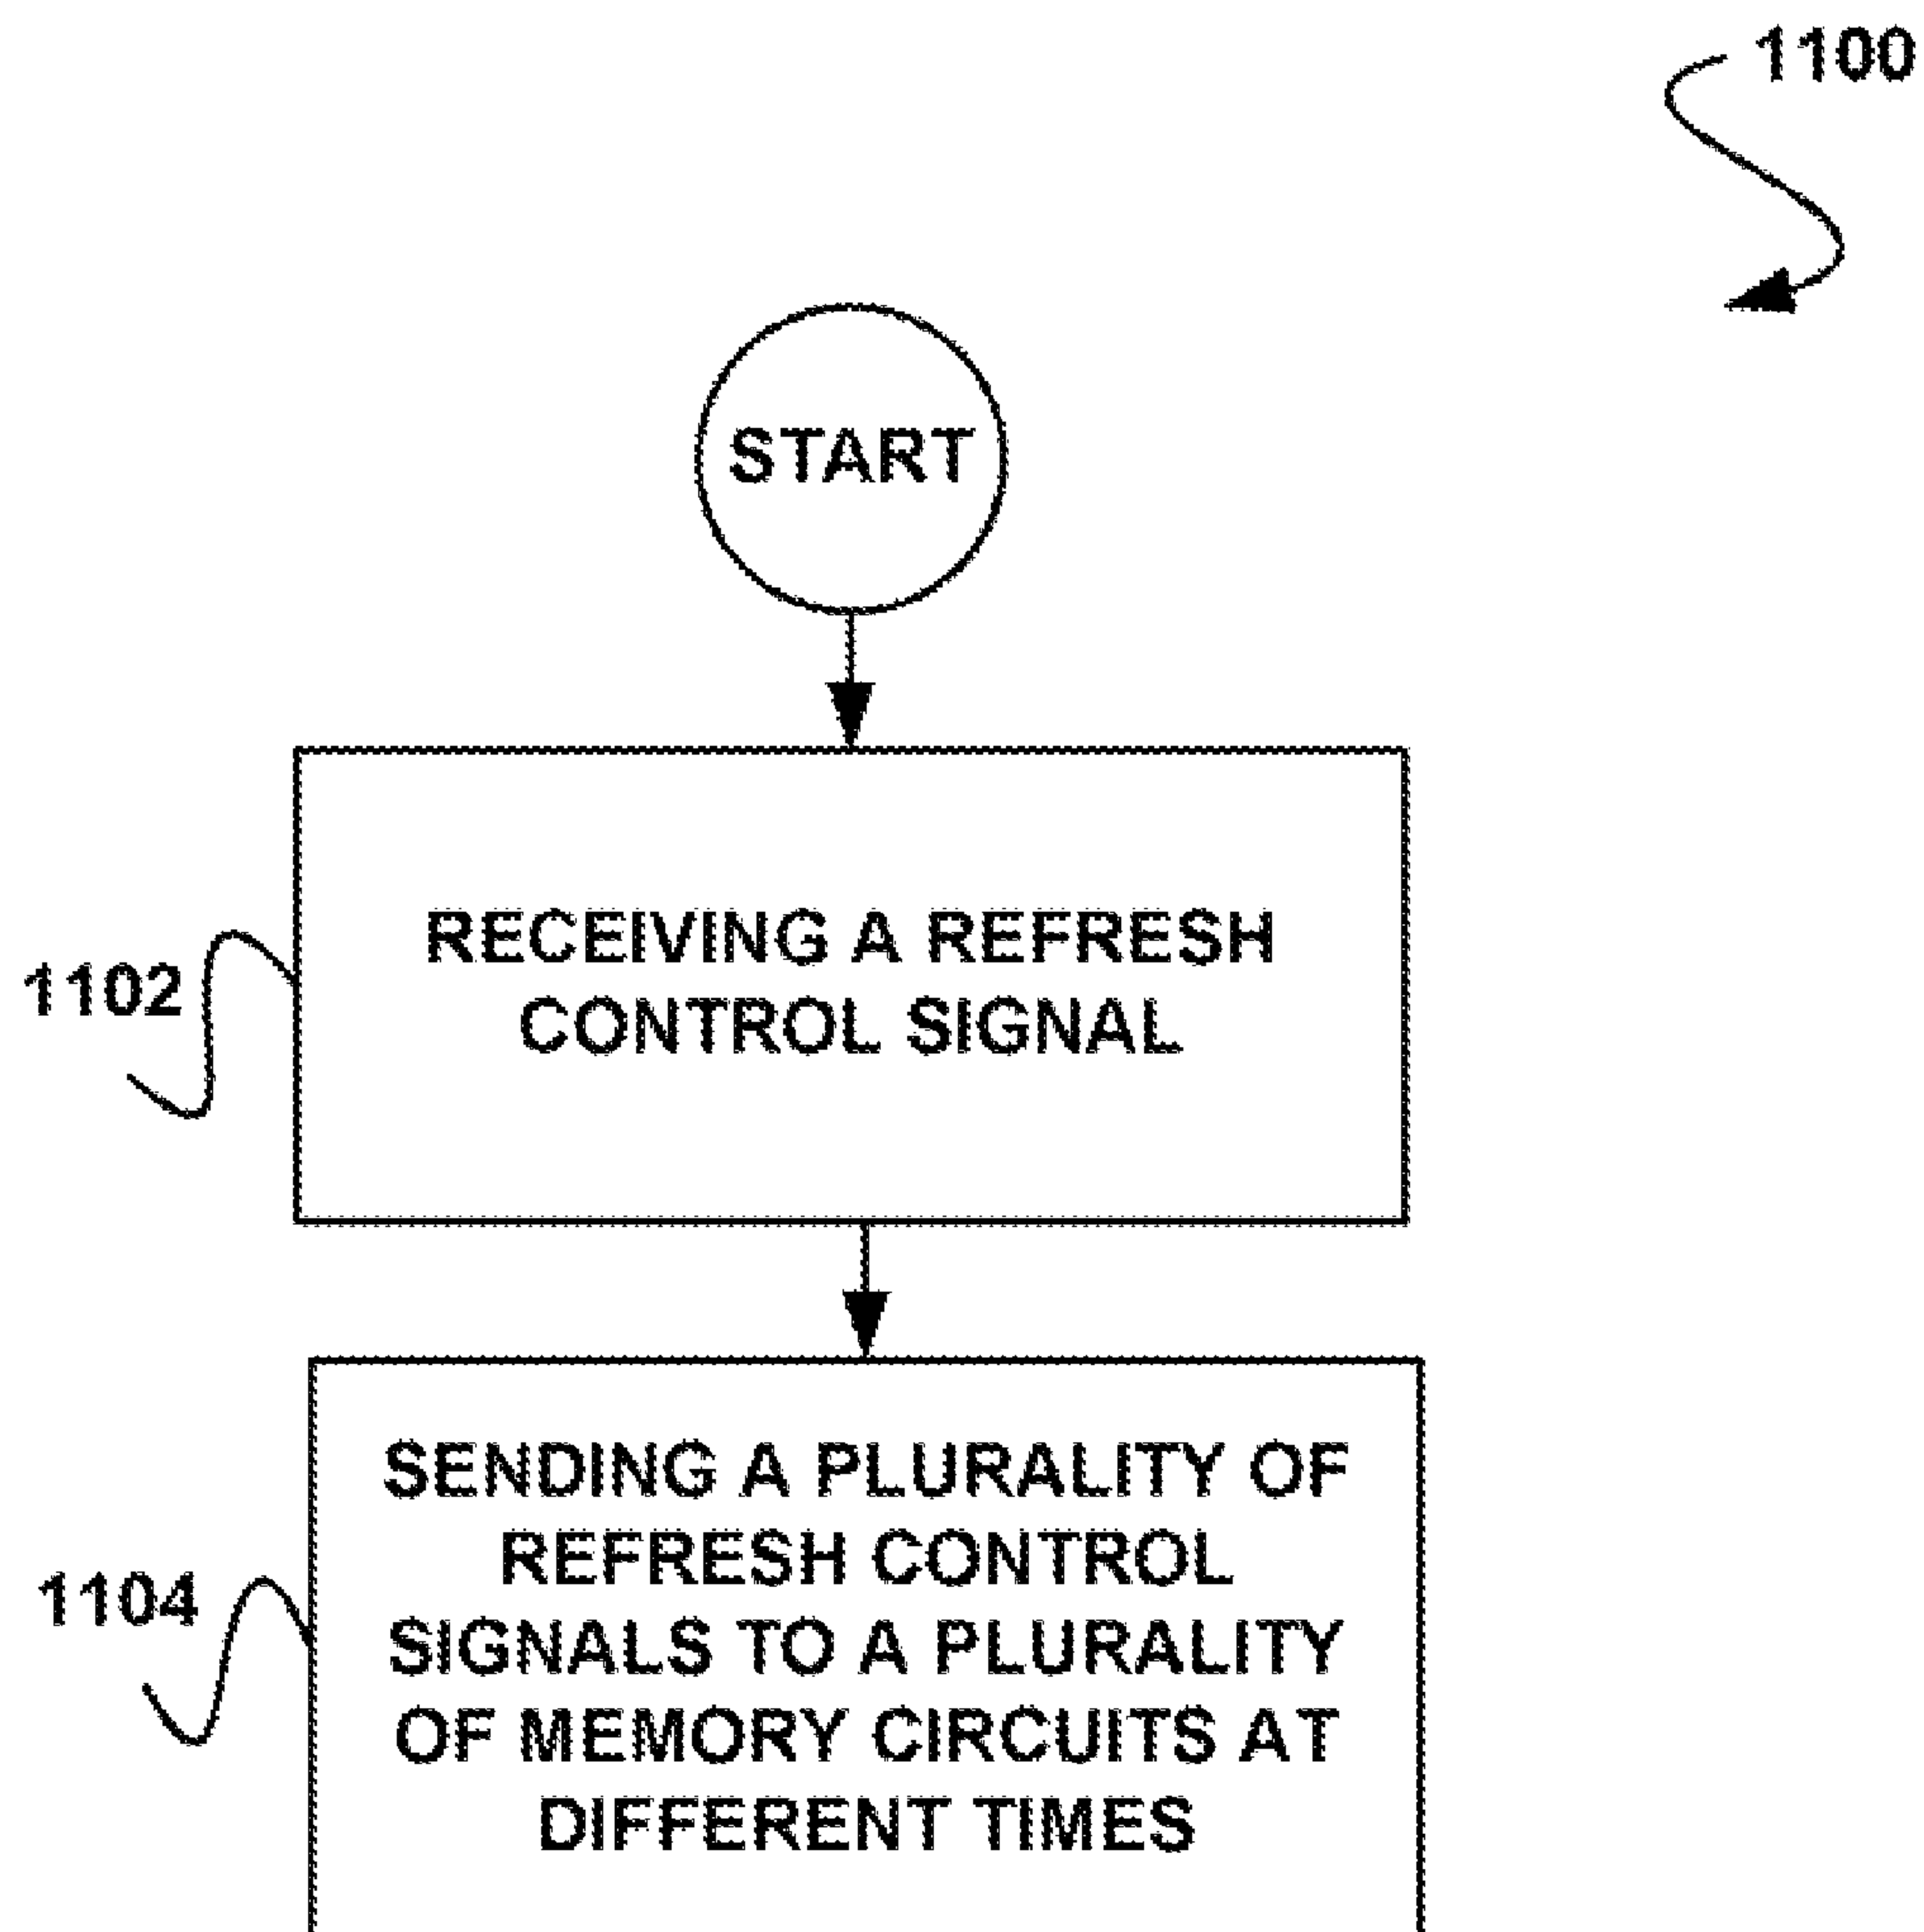 1100
START
RECEIVING A REFRESH
CONTROL SIGNAL
1102
SENDING A PLURALITY OF
REFRESH CONTROL
SIGNALS TO A PLURALITY
OF MEMORY CIRCUITS AT
DIFFERENT TIMES
1104